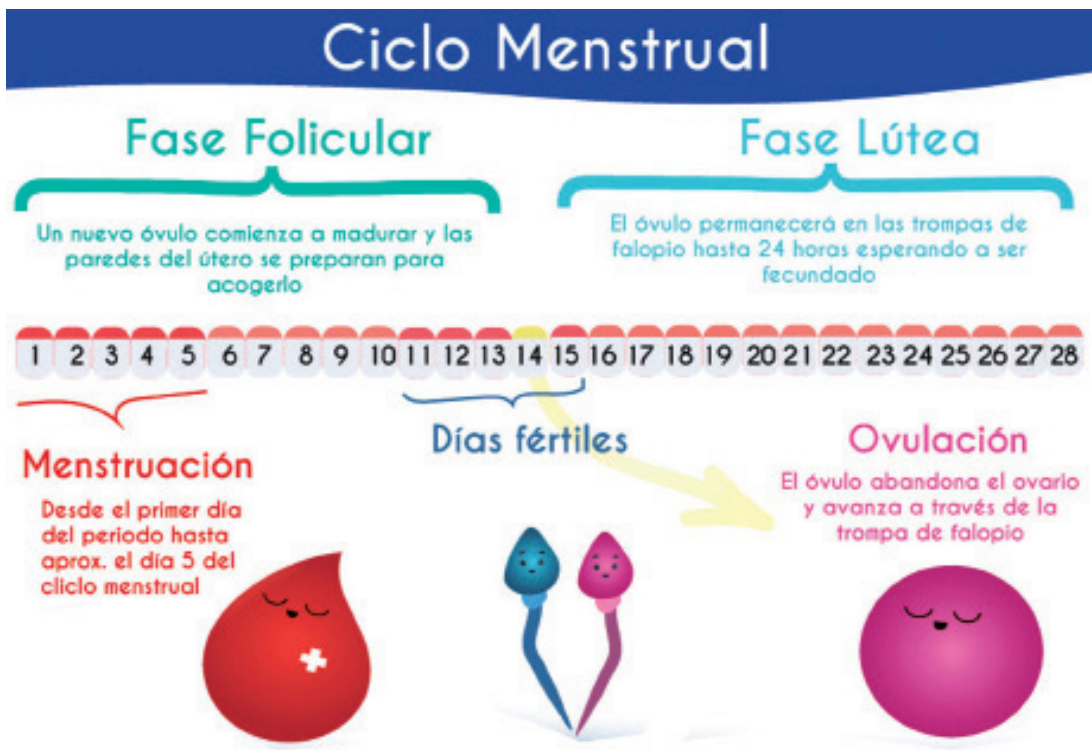 Ciclo Menstrual
Fase Folicular
Un nuevo óvulo comienza a madurar y las
paredes del útero se preparan para
acogerlo
Fase Lútea
El óvulo permanecerá en las trompas de
falopio hasta 24 horas esperando a ser
fecundado
1 2 3 4 5 6 7 8 9 10 11 12 13 14 15 16 17 18 19 20 21 22 23 24 25 26 27 28
Menstruación
Desde el primer día
del periodo hasta
aprox. el día 5 del
cliclo menstrual
Días fértiles
Ovulación
El óvulo abandona el ovario
y avanza a través de la
trompa de falopio